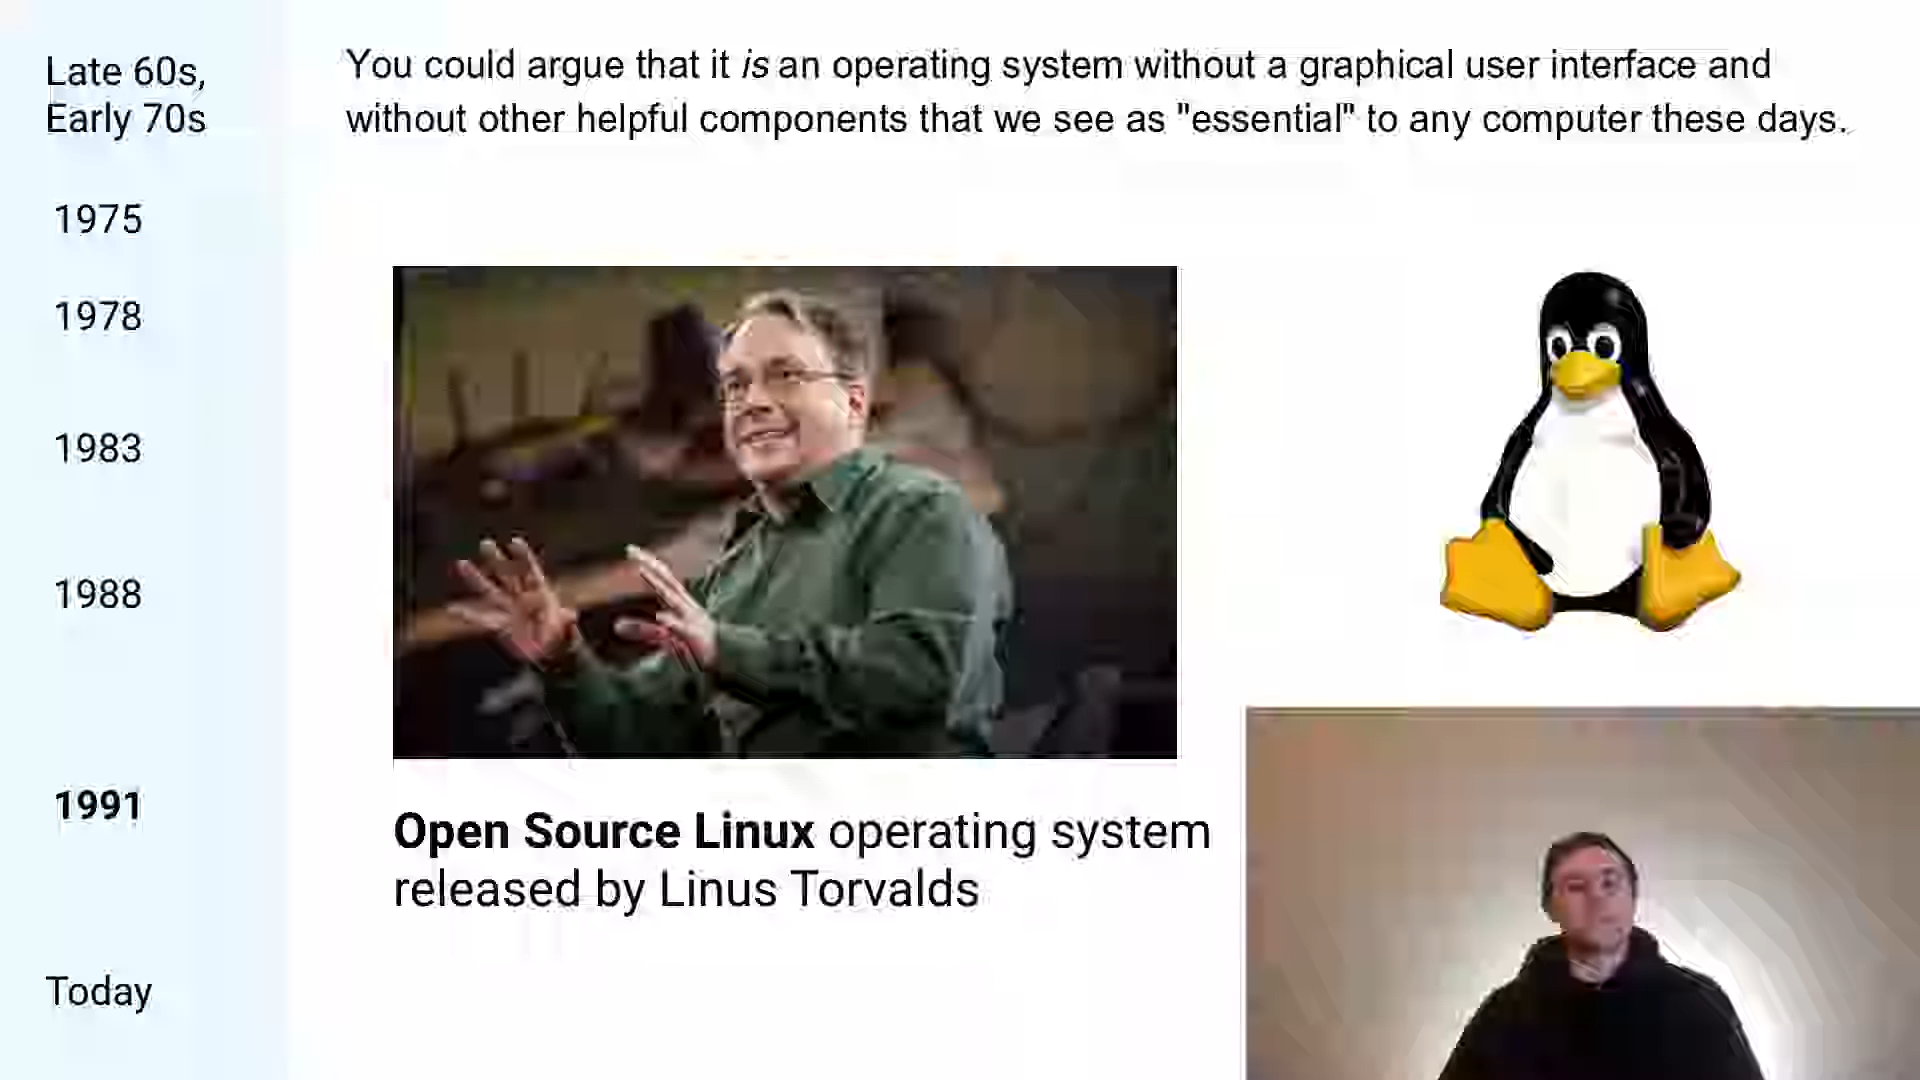 Late 60s,
Early 70s
1975
1978
1983
1988
1991
Today
You could argue that it is an operating system without a graphical user interface and
without other helpful components that we see as "essential" to any computer these days.
Open Source Linux operating system
released by Linus Torvalds